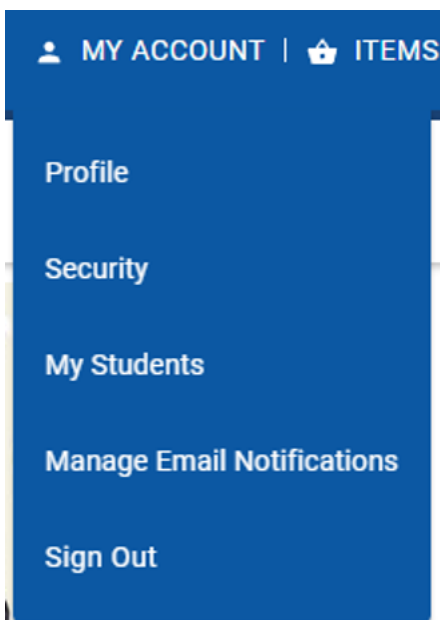 MY ACCOUNT | ITEMS
Profile
Security
My Students
Manage Email Notifications
Sign Out